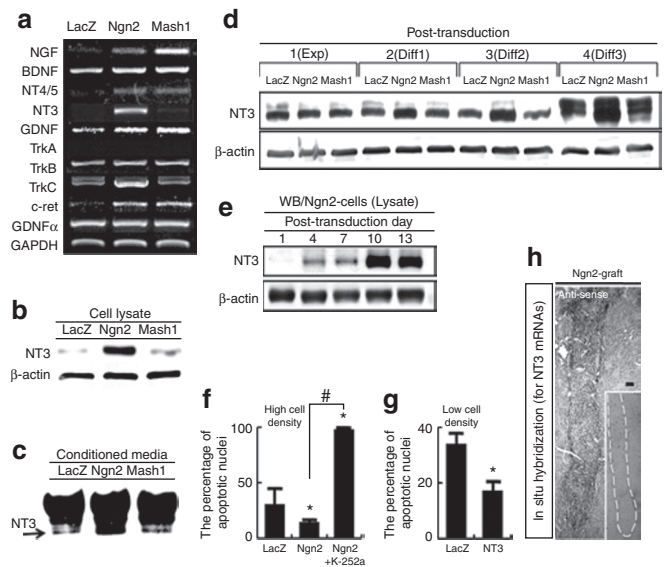 a
LacZ Ngn2 Mash1
NGF
BDNF
NT4/5
NT3
GDNF
TrkA
TrkB
TrkC
c-ret
GDNFα
GAPDH
b
Cell lysate
LacZ Ngn2 Mash1
NT3
β-actin
c
Conditioned media
LacZ Ngn2 Mash1
NT3
d
Post-transduction
1(Exp) 2(Diff1) 3(Diff2) 4(Diff3)
LacZ Ngn2 Mash1 LacZ Ngn2 Mash1 LacZ Ngn2 Mash1 LacZ Ngn2 Mash1
NT3
β-actin
e
WB/Ngn2-cells (Lysate)
Post-transduction day
1 4 7 10 13
NT3
β-actin
f
High cell
density
#
The percentage of
apoptotic nuclei
100
50
0
*
*
LacZ Ngn2 Ngn2
+K-252a
g
Low cell
density
The percentage of
apoptotic nuclei
40
20
0
*
LacZ NT3
h
Ngn2-graft
Anti-sense
In situ hybridization (for NT3 mRNAs)